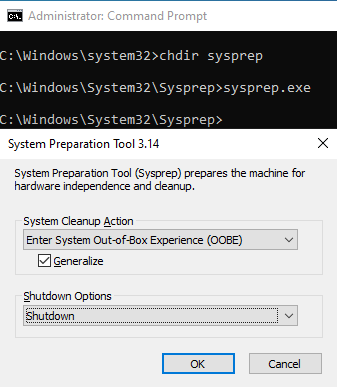 Administrator: Command Prompt
C:\Windows\system32>chdir sysprep
C:\Windows\System32\Sysprep>sysprep.exe
C:\Windows\System32\Sysprep>
System Preparation Tool 3.14
System Preparation Tool (Sysprep) prepares the machine for
hardware independence and cleanup.
System Cleanup Action
Enter System Out-of-Box Experience (OOBE)
Generalize
Shutdown Options
Shutdown
OK Cancel